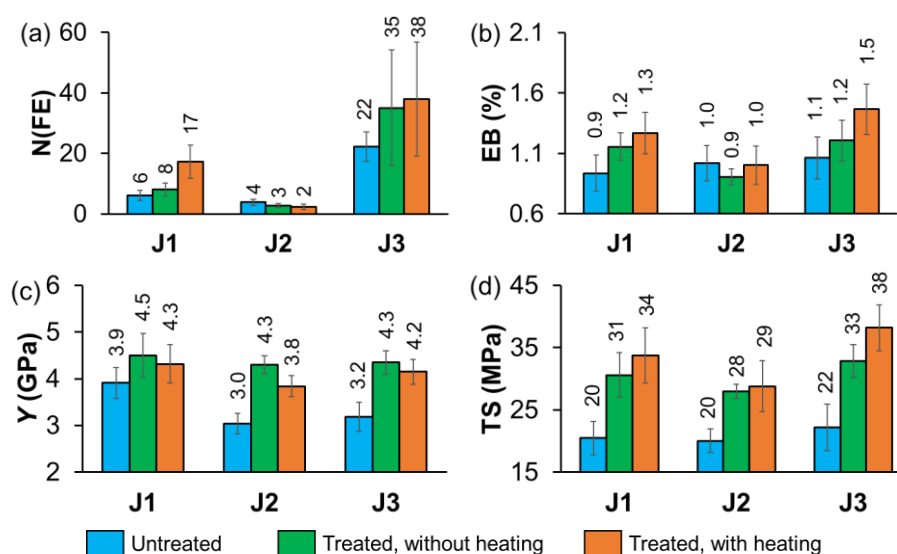 (a)
N(FE)
60
40
20
0
6
8
17
4
3
2
22
35
38
J1
J2
J3
(b)
EB (%)
2.1
1.6
1.1
0.6
0.9
1.2
1.3
1.0
0.9
1.0
1.1
1.2
1.5
J1
J2
J3
(c)
Y (GPa)
6
5
4
3
2
3.9
4.5
4.3
3.0
4.3
3.8
3.2
4.3
4.2
J1
J2
J3
(d)
TS (MPa)
45
35
25
15
20
31
34
20
28
29
22
33
38
J1
J2
J3
Untreated
Treated, without heating
Treated, with heating